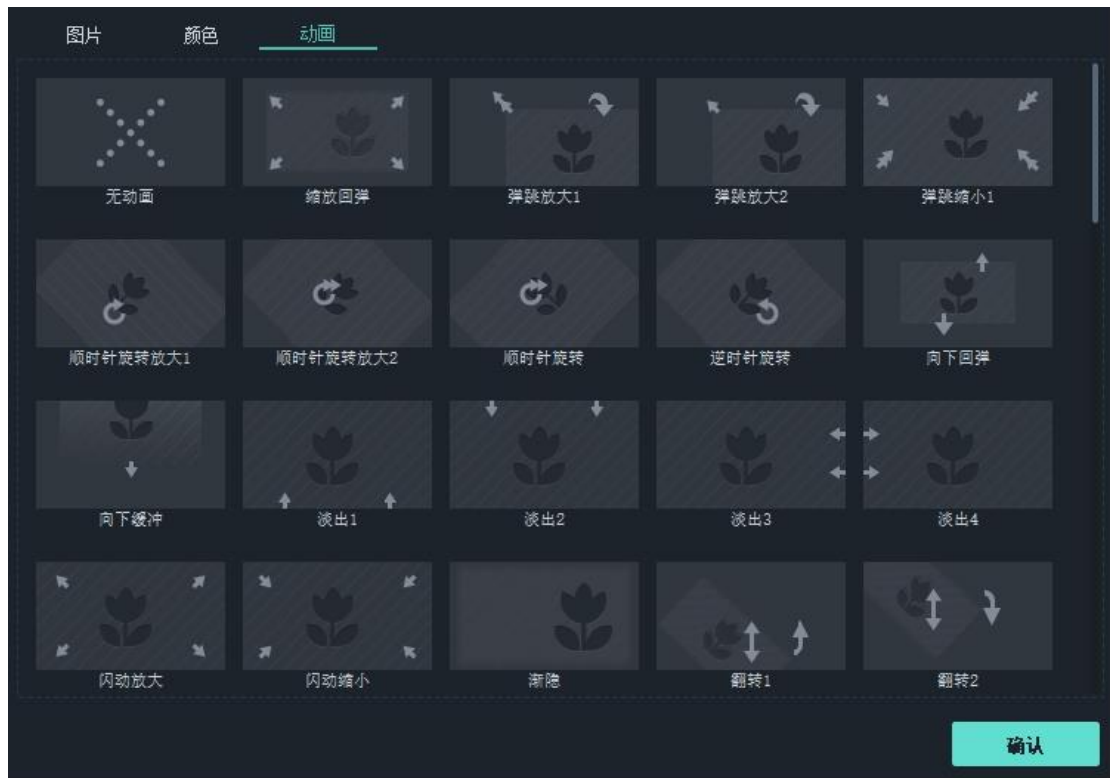 图片 颜色 动画
无动画 缩放回弹 弹跳放大1 弹跳放大2 弹跳缩小1
顺时针旋转放大1 顺时针旋转放大2 顺时针旋转 逆时针旋转 向下回弹
向下缓冲 淡出1 淡出2 淡出3 淡出4
闪动放大 闪动缩小 渐隐 翻转1 翻转2
确认